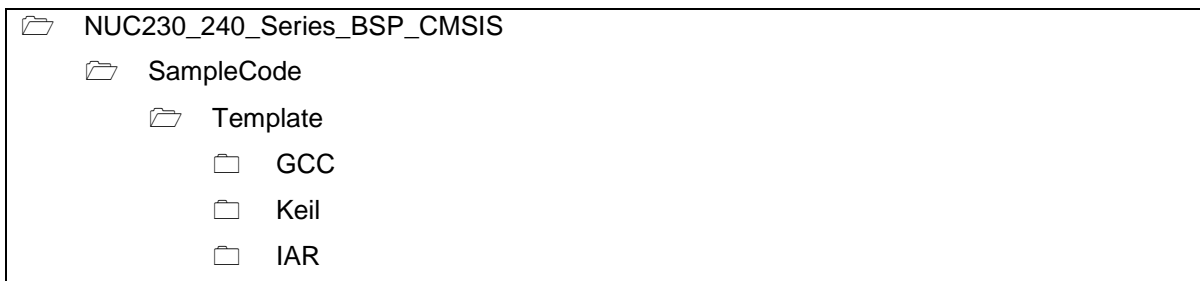 NUC230_240_Series_BSP_CMSIS
SampleCode
Template
GCC
Keil
IAR